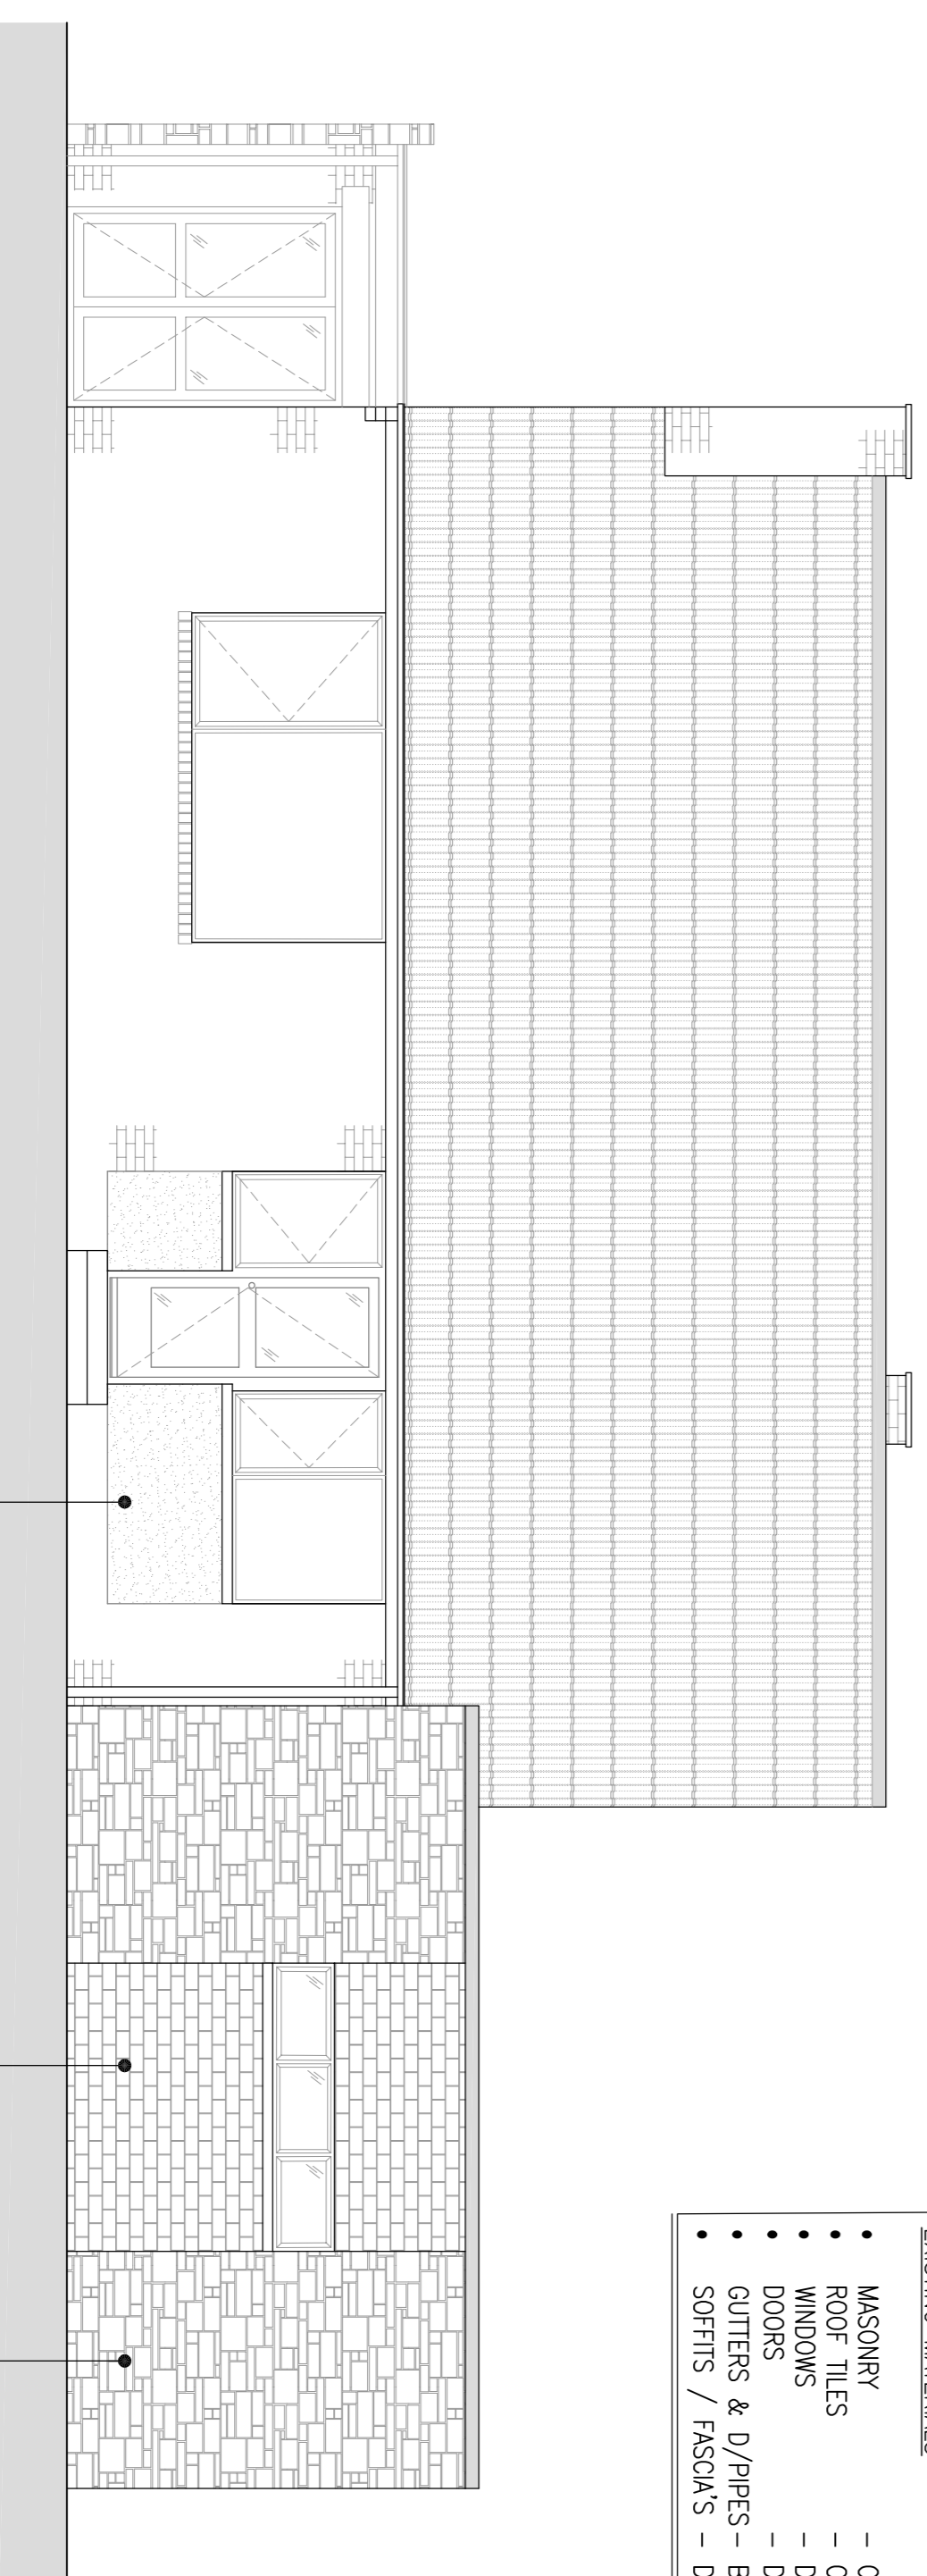 MASONRY -
ROOF TILES -
WINDOWS -
DOORS -
GUTTERS & D/PIPES -
SOFFITS / FASCIA'S -